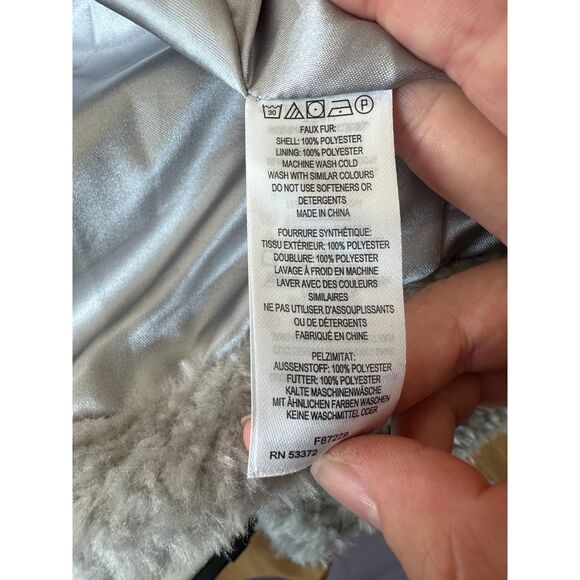 30 P
FAUX FUR:
SHELL: 100% POLYESTER
LINING: 100% POLYESTER
MACHINE WASH COLD
WASH WITH SIMILAR COLOURS
DO NOT USE SOFTENERS OR
DETERGENTS
MADE IN CHINA
FOURRURE SYNTHÉTIQUE:
TISSU EXTÉRIEUR: 100% POLYESTER
DOUBLURE: 100% POLYESTER
LAVAGE À FROID EN MACHINE
LAVER AVEC DES COULEURS
SIMILAIRES
NE PAS UTILISER D'ASSOUPLISSANTS
OU DE DÉTERGENTS
FABRIQUÉ EN CHINE
PELZIMITAT:
AUSSENSTOFF: 100% POLYESTER
FUTTER: 100% POLYESTER
KALTE MASCHINENWÄSCHE
MIT ÄHNLICHEN FARBEN WASCHEN
KEINE WASCHMITTEL ODER
F87229
RN 53372